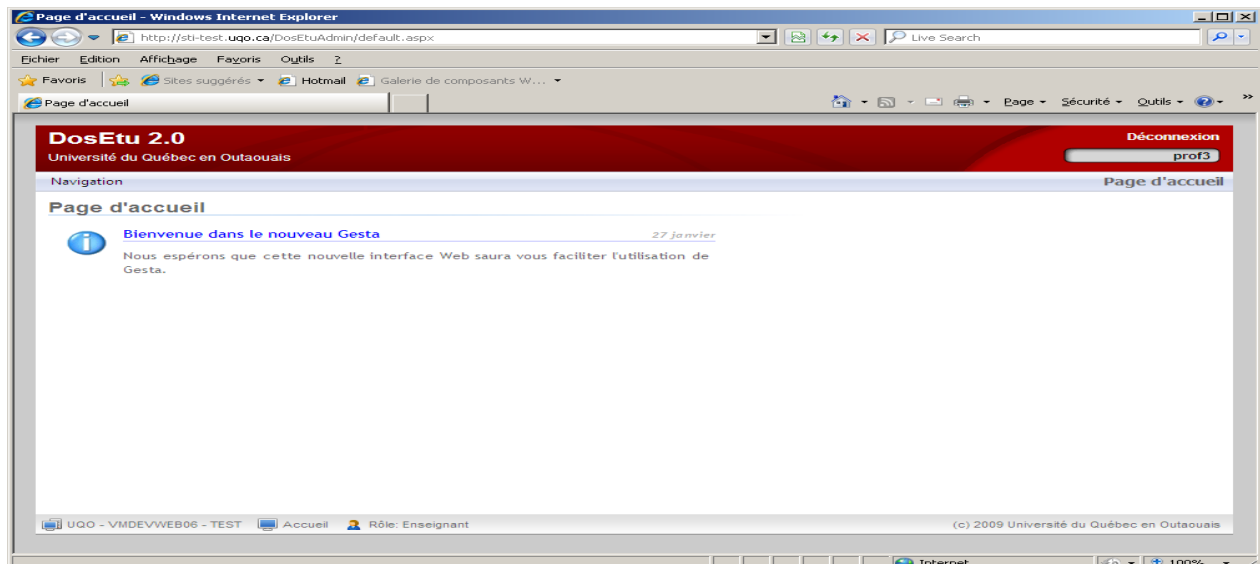 Page d'accueil - Windows Internet Explorer
http://sti-test.uqo.ca/DosEtuAdmin/default.aspx
Live Search
Eichier Edition Affichage Favoris Outils ?
Favoris Sites suggérés Hotmail Galerie de composants W...
Page d'accueil
Page Sécurité Outils »
DosEtu 2.0
Déconnexion
Université du Québec en Outaouais
prof3
Navigation
Page d'accueil
Page d'accueil
Bienvenue dans le nouveau Gesta
27 janvier
Nous espérons que cette nouvelle interface Web saura vous faciliter l'utilisation de
Gesta.
UQO - VMDEVWEB06 - TEST Accueil Rôle: Enseignant
(c) 2009 Université du Québec en Outaouais
Internet
100%